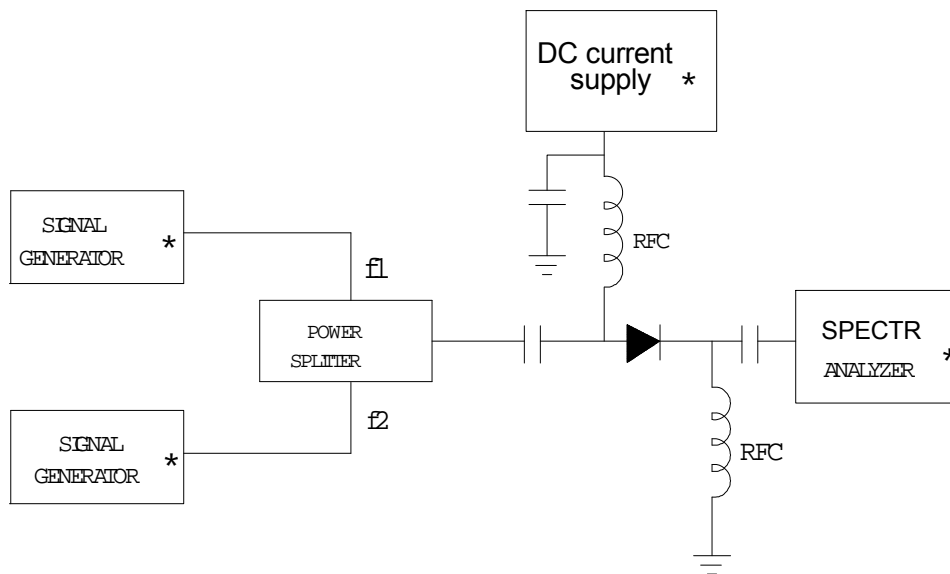 DC current
supply *
SIGNAL
GENERATOR *
f1
RFC
POWER
SPLITTER
SPECTR
ANALYZER *
f2
SIGNAL
GENERATOR *
RFC